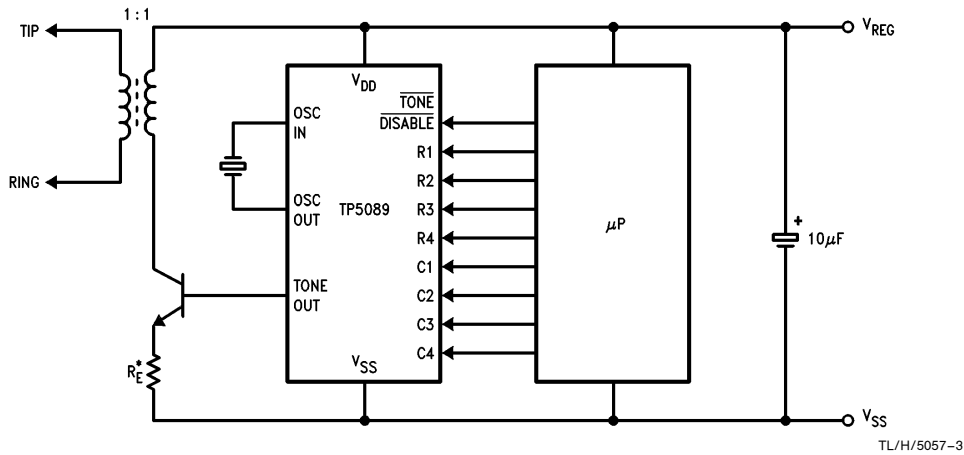 1:1
TIP
RING
V_REG
V_DD
OSC
IN
OSC
OUT
TP5089
TONE
OUT
V_SS
TONE
DISABLE
R1
R2
R3
R4
C1
C2
C3
C4
μP
+
10μF
R_E*
V_SS
TL/H/5057-3